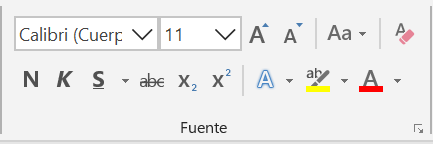 Calibri (Cuerp 11 A A Aa A
N K S abc X₂ X² A ab A
Fuente